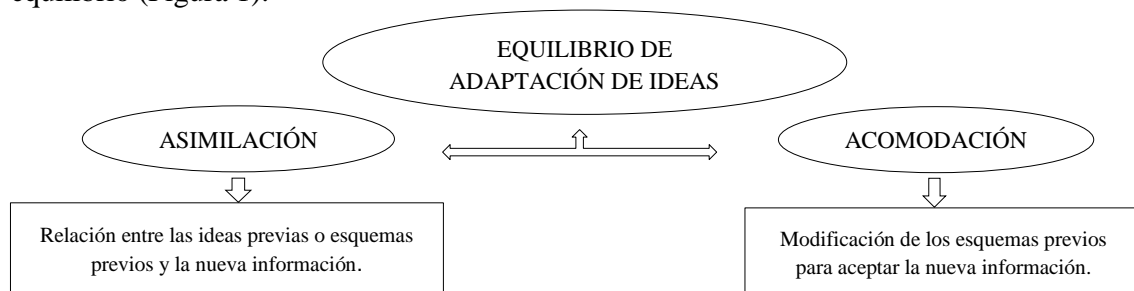 equilibrio (Figura 1).
EQUILIBRIO DE
ADAPTACIÓN DE IDEAS
ASIMILACIÓN
ACOMODACIÓN
Relación entre las ideas previas o esquemas
previos y la nueva información.
Modificación de los esquemas previos
para aceptar la nueva información.